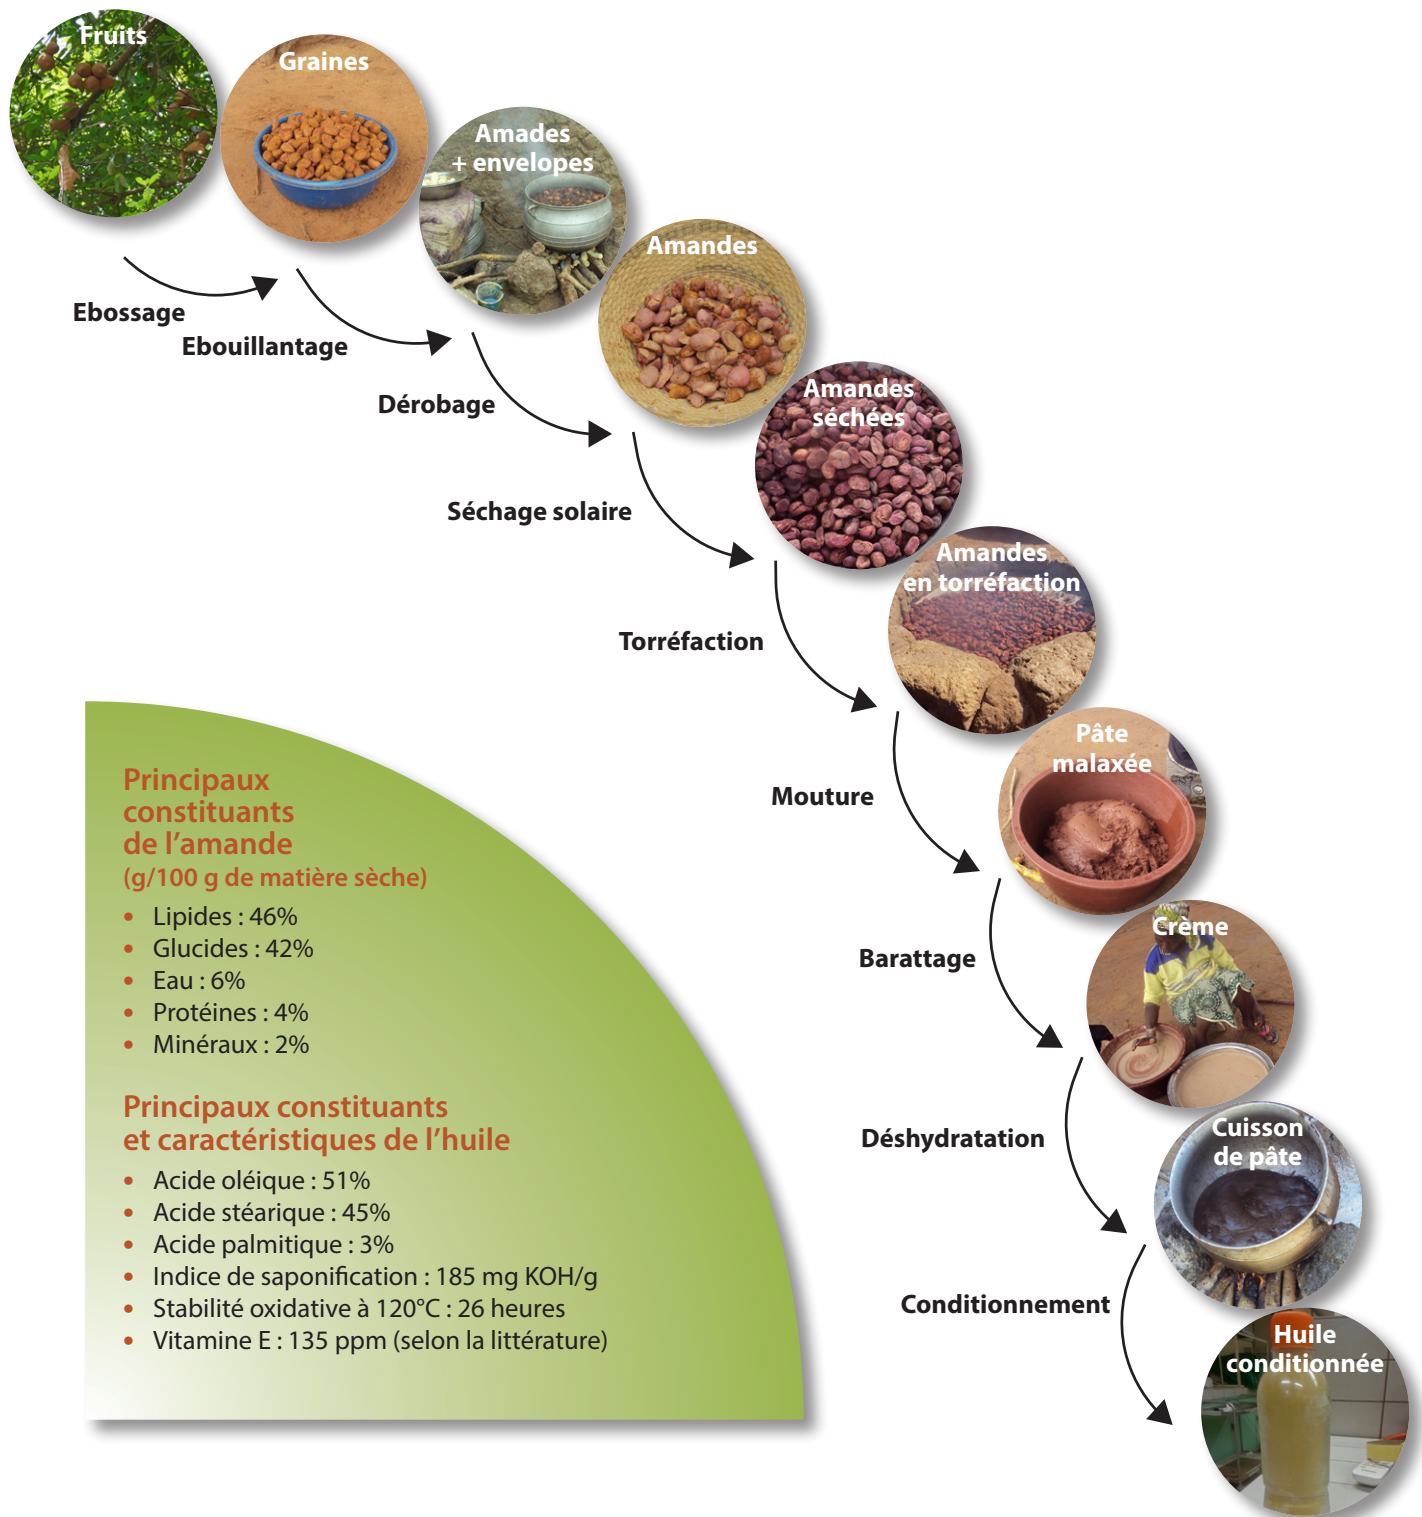 Fruits
Graines
Amades
+ envelopes
Amandes
Amandes
séchées
Amandes
en torréfaction
Pâte
malaxée
Crème
Cuisson
de pâte
Huile
conditionnée
Ebossage
Ebouillantage
Dérobage
Séchage solaire
Torréfaction
Mouture
Barattage
Déshydratation
Conditionnement
Principaux
constituants
de l'amande
(g/100 g de matière sèche)
• Lipides : 46%
• Glucides : 42%
• Eau : 6%
• Protéines : 4%
• Minéraux : 2%
Principaux constituants
et caractéristiques de l'huile
• Acide oléique : 51%
• Acide stéarique : 45%
• Acide palmitique : 3%
• Indice de saponification : 185 mg KOH/g
• Stabilité oxidative à 120°C : 26 heures
• Vitamine E : 135 ppm (selon la littérature)